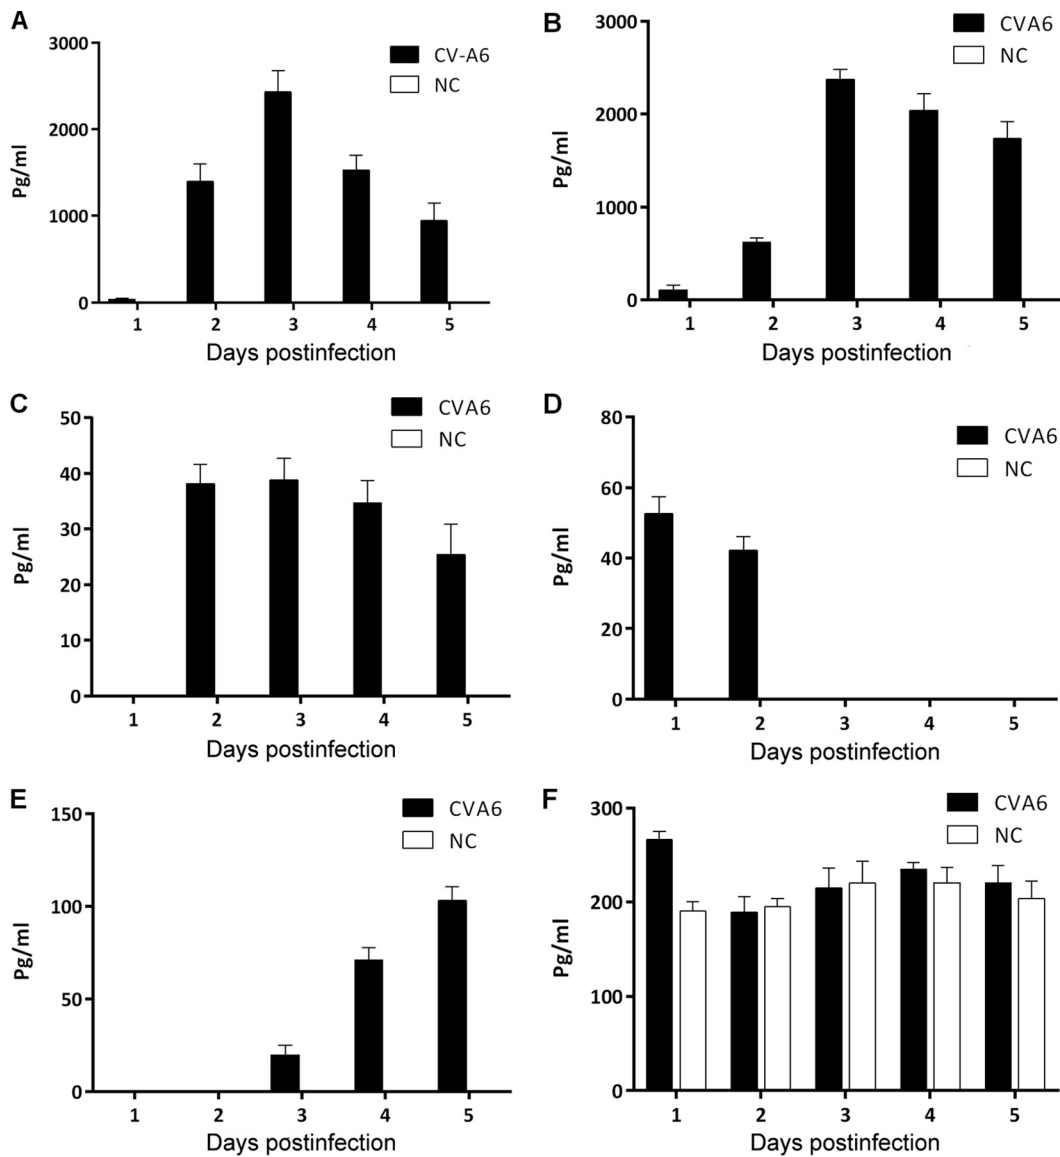 A
CV-A6
NC
Pg/ml
3000
2000
1000
0
1 2 3 4 5
Days postinfection
B
CVA6
NC
Pg/ml
3000
2000
1000
0
1 2 3 4 5
Days postinfection
C
CVA6
NC
Pg/ml
50
40
30
20
10
0
1 2 3 4 5
Days postinfection
D
CVA6
NC
Pg/ml
80
60
40
20
0
1 2 3 4 5
Days postinfection
E
CVA6
NC
Pg/ml
150
100
50
0
1 2 3 4 5
Days postinfection
F
CVA6
NC
Pg/ml
300
200
100
0
1 2 3 4 5
Days postinfection